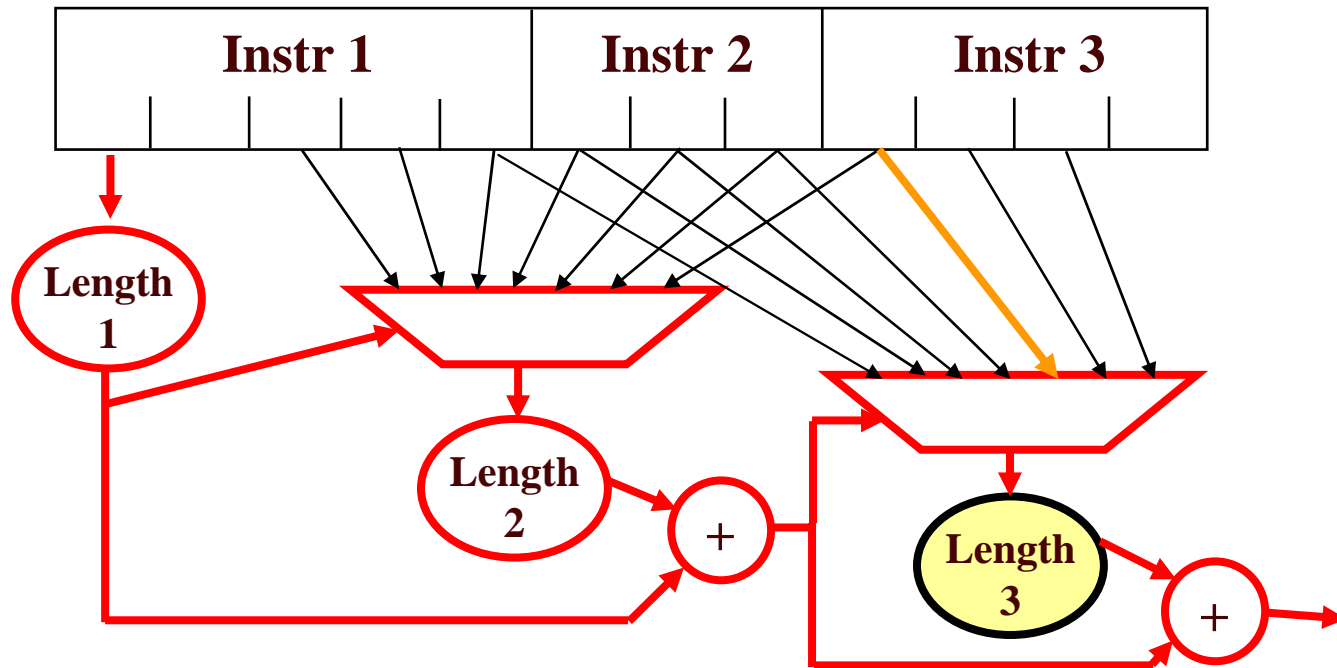 Instr 1
Instr 2
Instr 3
Length
1
Length
2
+
Length
3
+